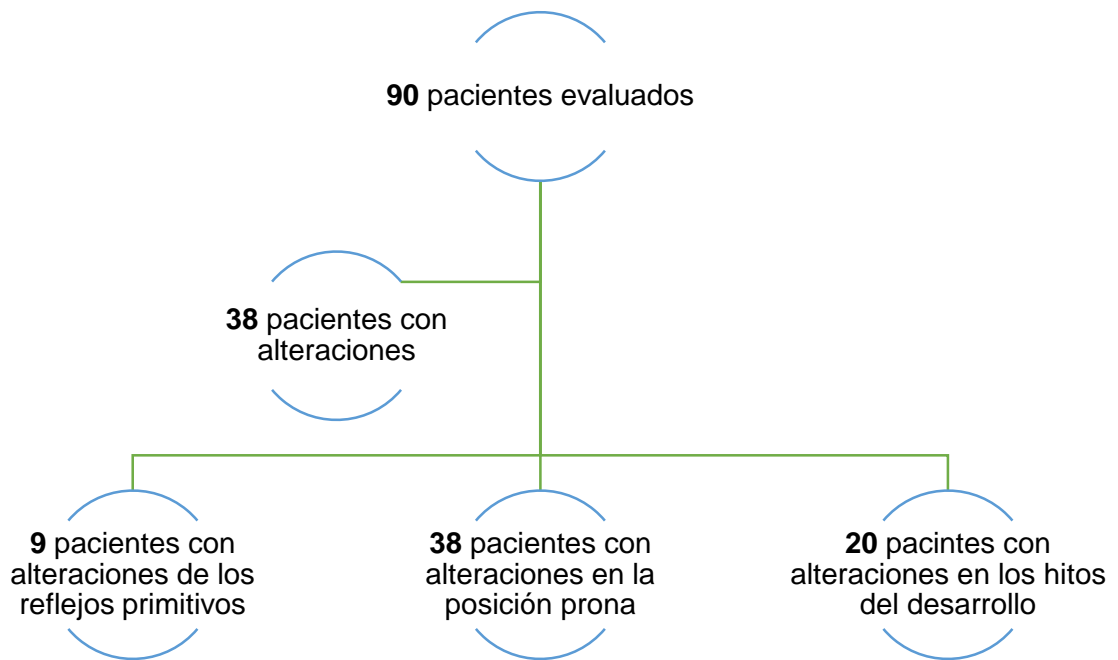 90 pacientes evaluados
38 pacientes con
alteraciones
9 pacientes con
alteraciones de los
reflejos primitivos
38 pacientes con
alteraciones en la
posición prona
20 pacintes con
alteraciones en los hitos
del desarrollo